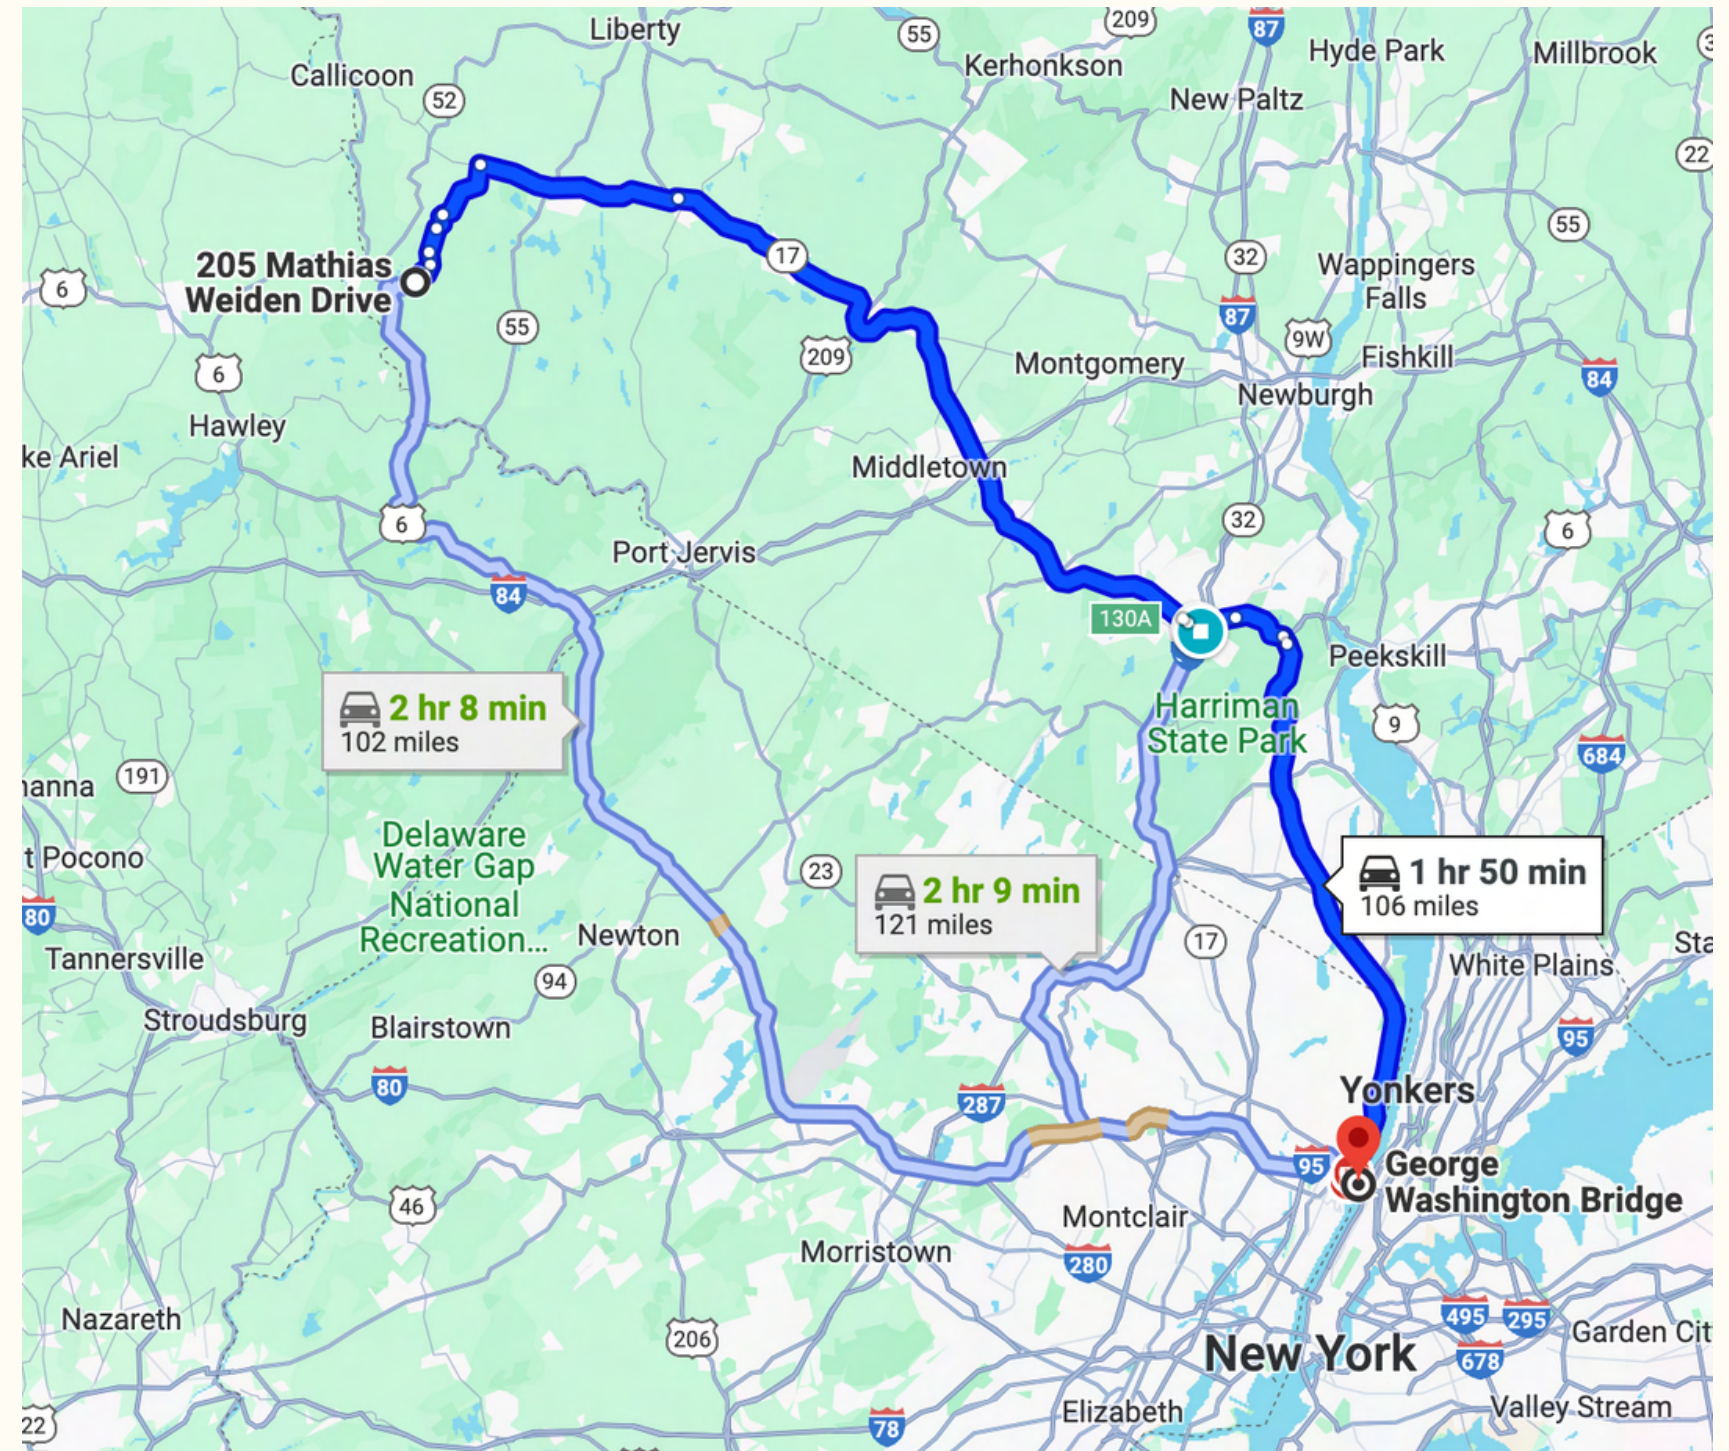 Liberty
55
209
87
Hyde Park
Millbrook
3
Callicoon
52
Kerhonkson
New Paltz
22
55
205 Mathias
Weiden Drive
17
32
Wappingers
Falls
6
87
55
209
9W
Fishkill
6
Montgomery
84
Newburgh
Hawley
ke Ariel
Middletown
6
32
6
Port Jervis
84
130A
Peekskill
Harriman
State Park
2 hr 8 min
102 miles
9
684
191
nanna
Delaware
Water Gap
National
Recreation...
t Pocono
23
2 hr 9 min
121 miles
1 hr 50 min
106 miles
80
Newton
17
Sta
Tannersville
94
White Plains
Stroudsburg
Blairstown
95
80
287
Yonkers
95
George
Washington Bridge
46
Montclair
Morristown
280
Nazareth
206
495
295
Garden Cit
New York
678
22
78
Elizabeth
Valley Stream